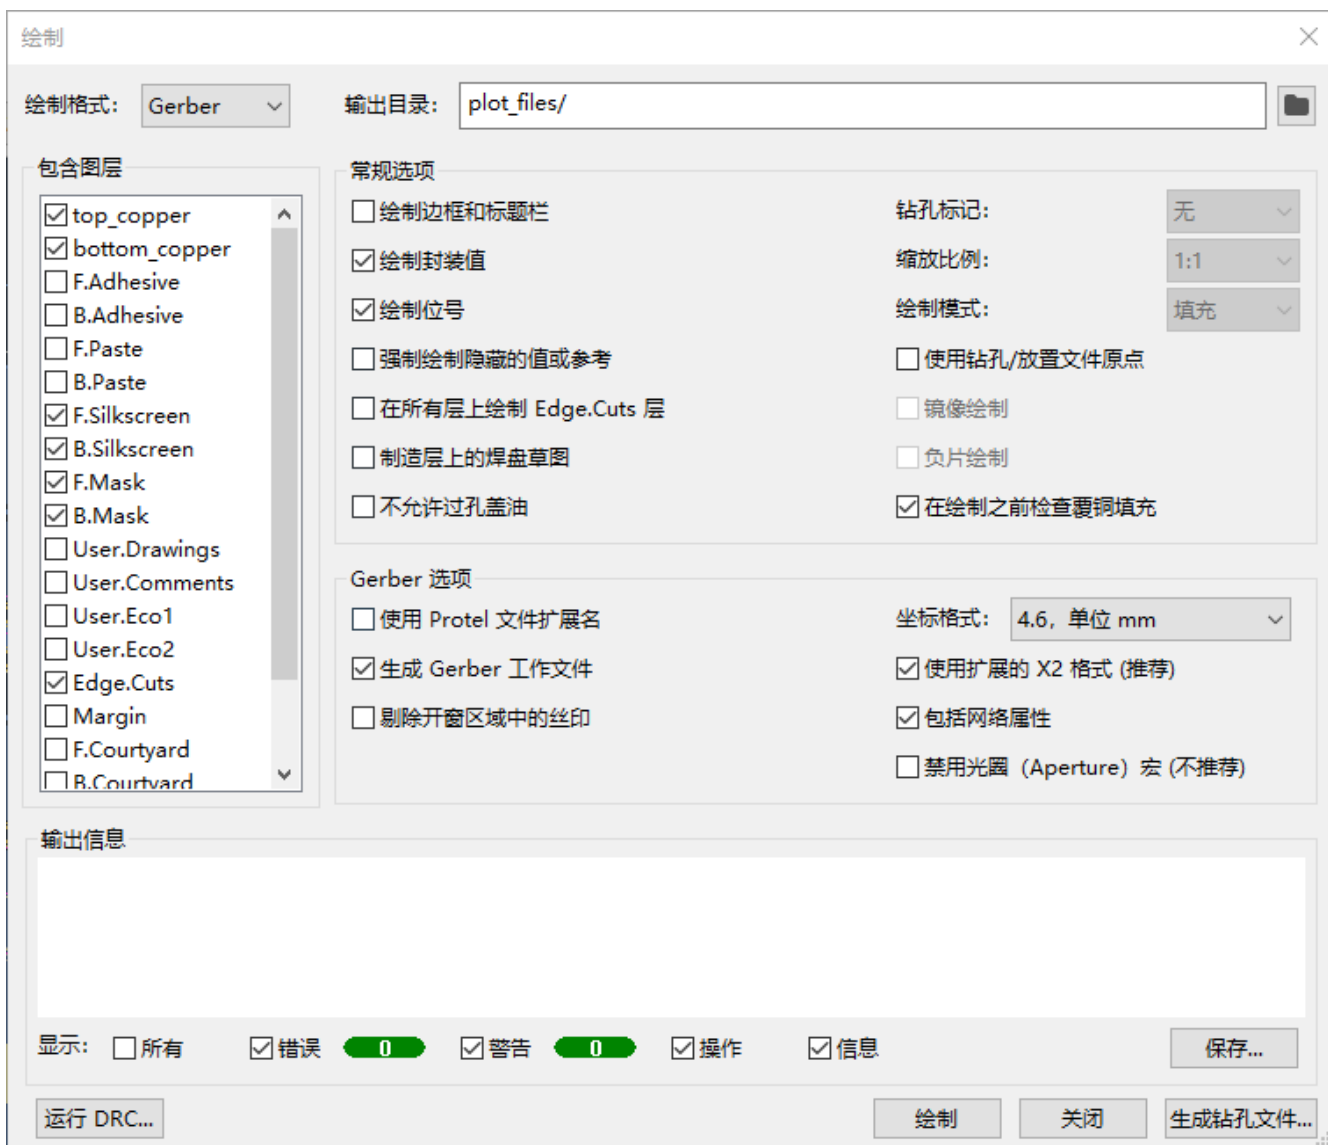 绘制
绘制格式: Gerber 输出目录: plot_files/
包含图层
top_copper
bottom_copper
F.Adhesive
B.Adhesive
F.Paste
B.Paste
F.Silkscreen
B.Silkscreen
F.Mask
B.Mask
User.Drawings
User.Comments
User.Eco1
User.Eco2
Edge.Cuts
Margin
F.Courtyard
B.Courtyard
常规选项
绘制边框和标题栏 钻孔标记: 无
绘制封装值 缩放比例: 1:1
绘制位号 绘制模式: 填充
强制绘制隐藏的值或参考 使用钻孔/放置文件原点
在所有层上绘制 Edge.Cuts 层 镜像绘制
制造层上的焊盘草图 负片绘制
不允许过孔盖油 在绘制之前检查覆铜填充
Gerber 选项
使用 Protel 文件扩展名 坐标格式: 4.6，单位 mm
生成 Gerber 工作文件 使用扩展的 X2 格式 (推荐)
剔除开窗区域中的丝印 包括网络属性
禁用光圈（Aperture）宏 (不推荐)
输出信息
显示: 所有 错误 0 警告 0 操作 信息 保存...
运行 DRC... 绘制 关闭 生成钻孔文件...